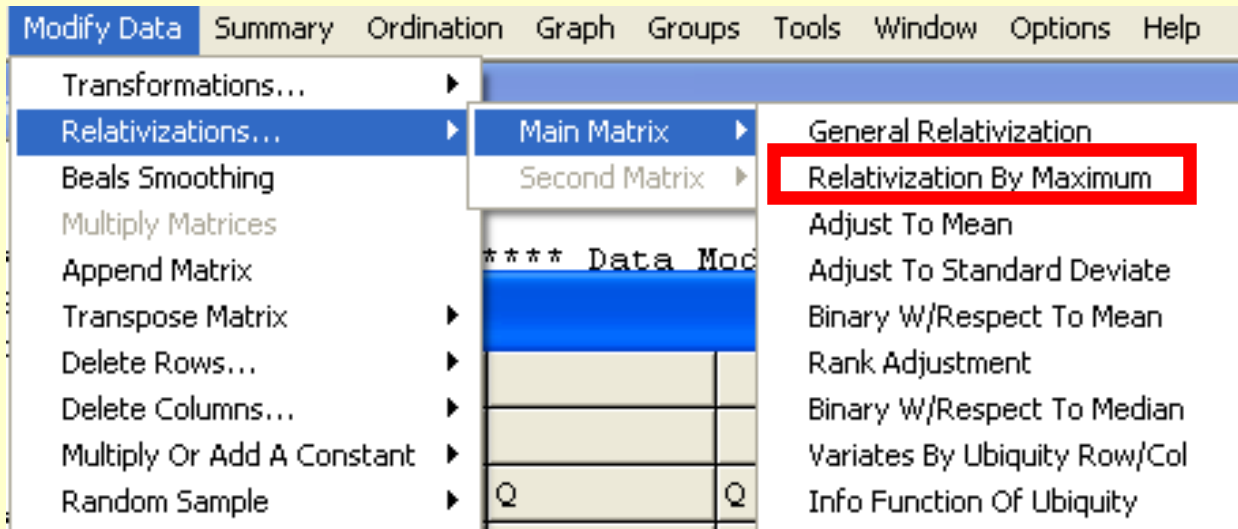 Modify Data Summary Ordination Graph Groups Tools Window Options Help
Transformations...
Relativizations...
Beals Smoothing
Multiply Matrices
Append Matrix
Transpose Matrix
Delete Rows...
Delete Columns...
Multiply Or Add A Constant
Random Sample
Main Matrix
Second Matrix
General Relativization
Relativization By Maximum
Adjust To Mean
Adjust To Standard Deviate
Binary W/Respect To Mean
Rank Adjustment
Binary W/Respect To Median
Variates By Ubiquity Row/Col
Info Function Of Ubiquity
**** Data Mod
Q Q